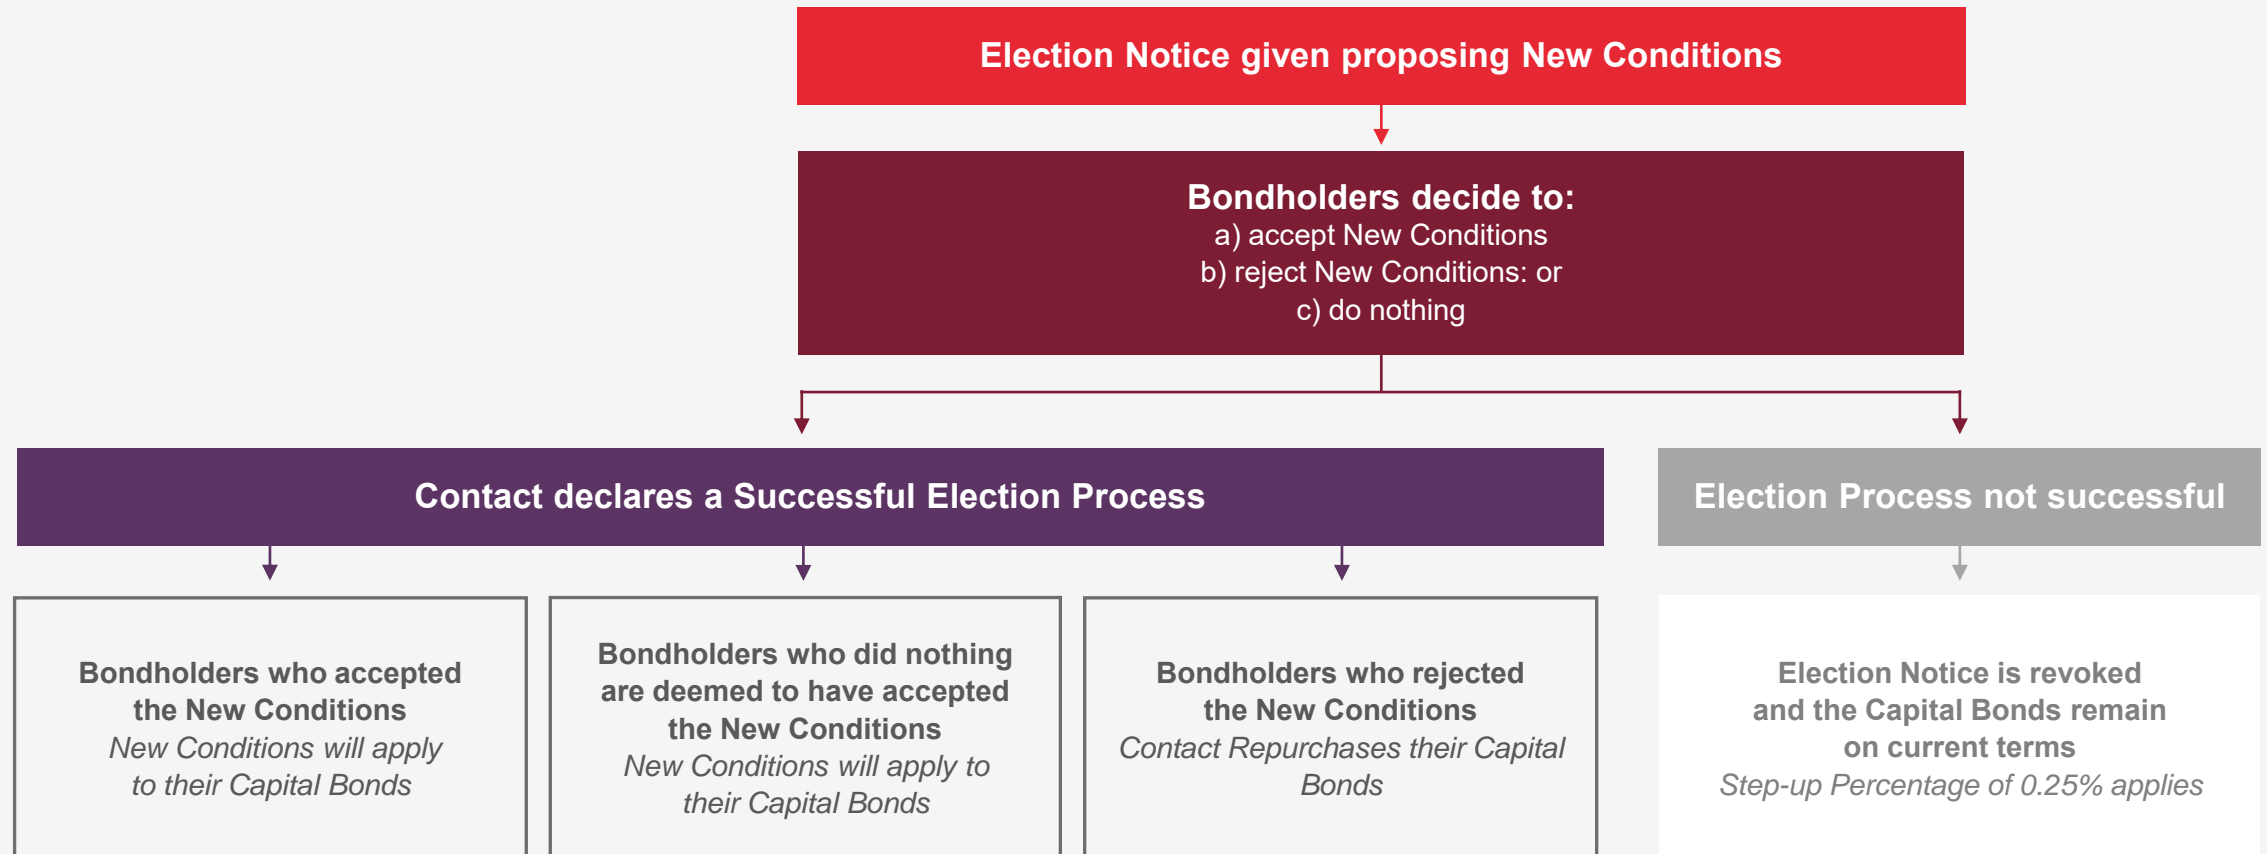 Election Notice given proposing New Conditions
Bondholders decide to:
a) accept New Conditions
b) reject New Conditions: or
c) do nothing
Contact declares a Successful Election Process
Election Process not successful
Bondholders who accepted
the New Conditions
New Conditions will apply
to their Capital Bonds
Bondholders who did nothing
are deemed to have accepted
the New Conditions
New Conditions will apply to
their Capital Bonds
Bondholders who rejected
the New Conditions
Contact Repurchases their Capital
Bonds
Election Notice is revoked
and the Capital Bonds remain
on current terms
Step-up Percentage of 0.25% applies